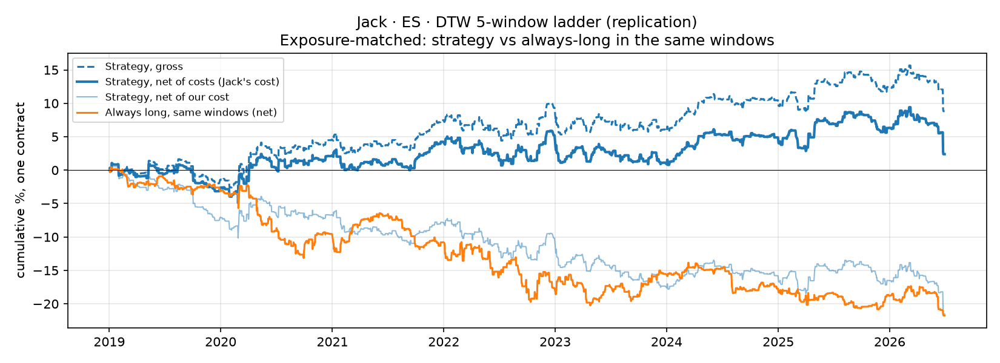 Jack · ES · DTW 5-window ladder (replication)
Exposure-matched: strategy vs always-long in the same windows
Strategy, gross
Strategy, net of costs (Jack's cost)
Strategy, net of our cost
Always long, same windows (net)
cumulative %, one contract
15
10
5
0
−5
−10
−15
−20
2019 2020 2021 2022 2023 2024 2025 2026